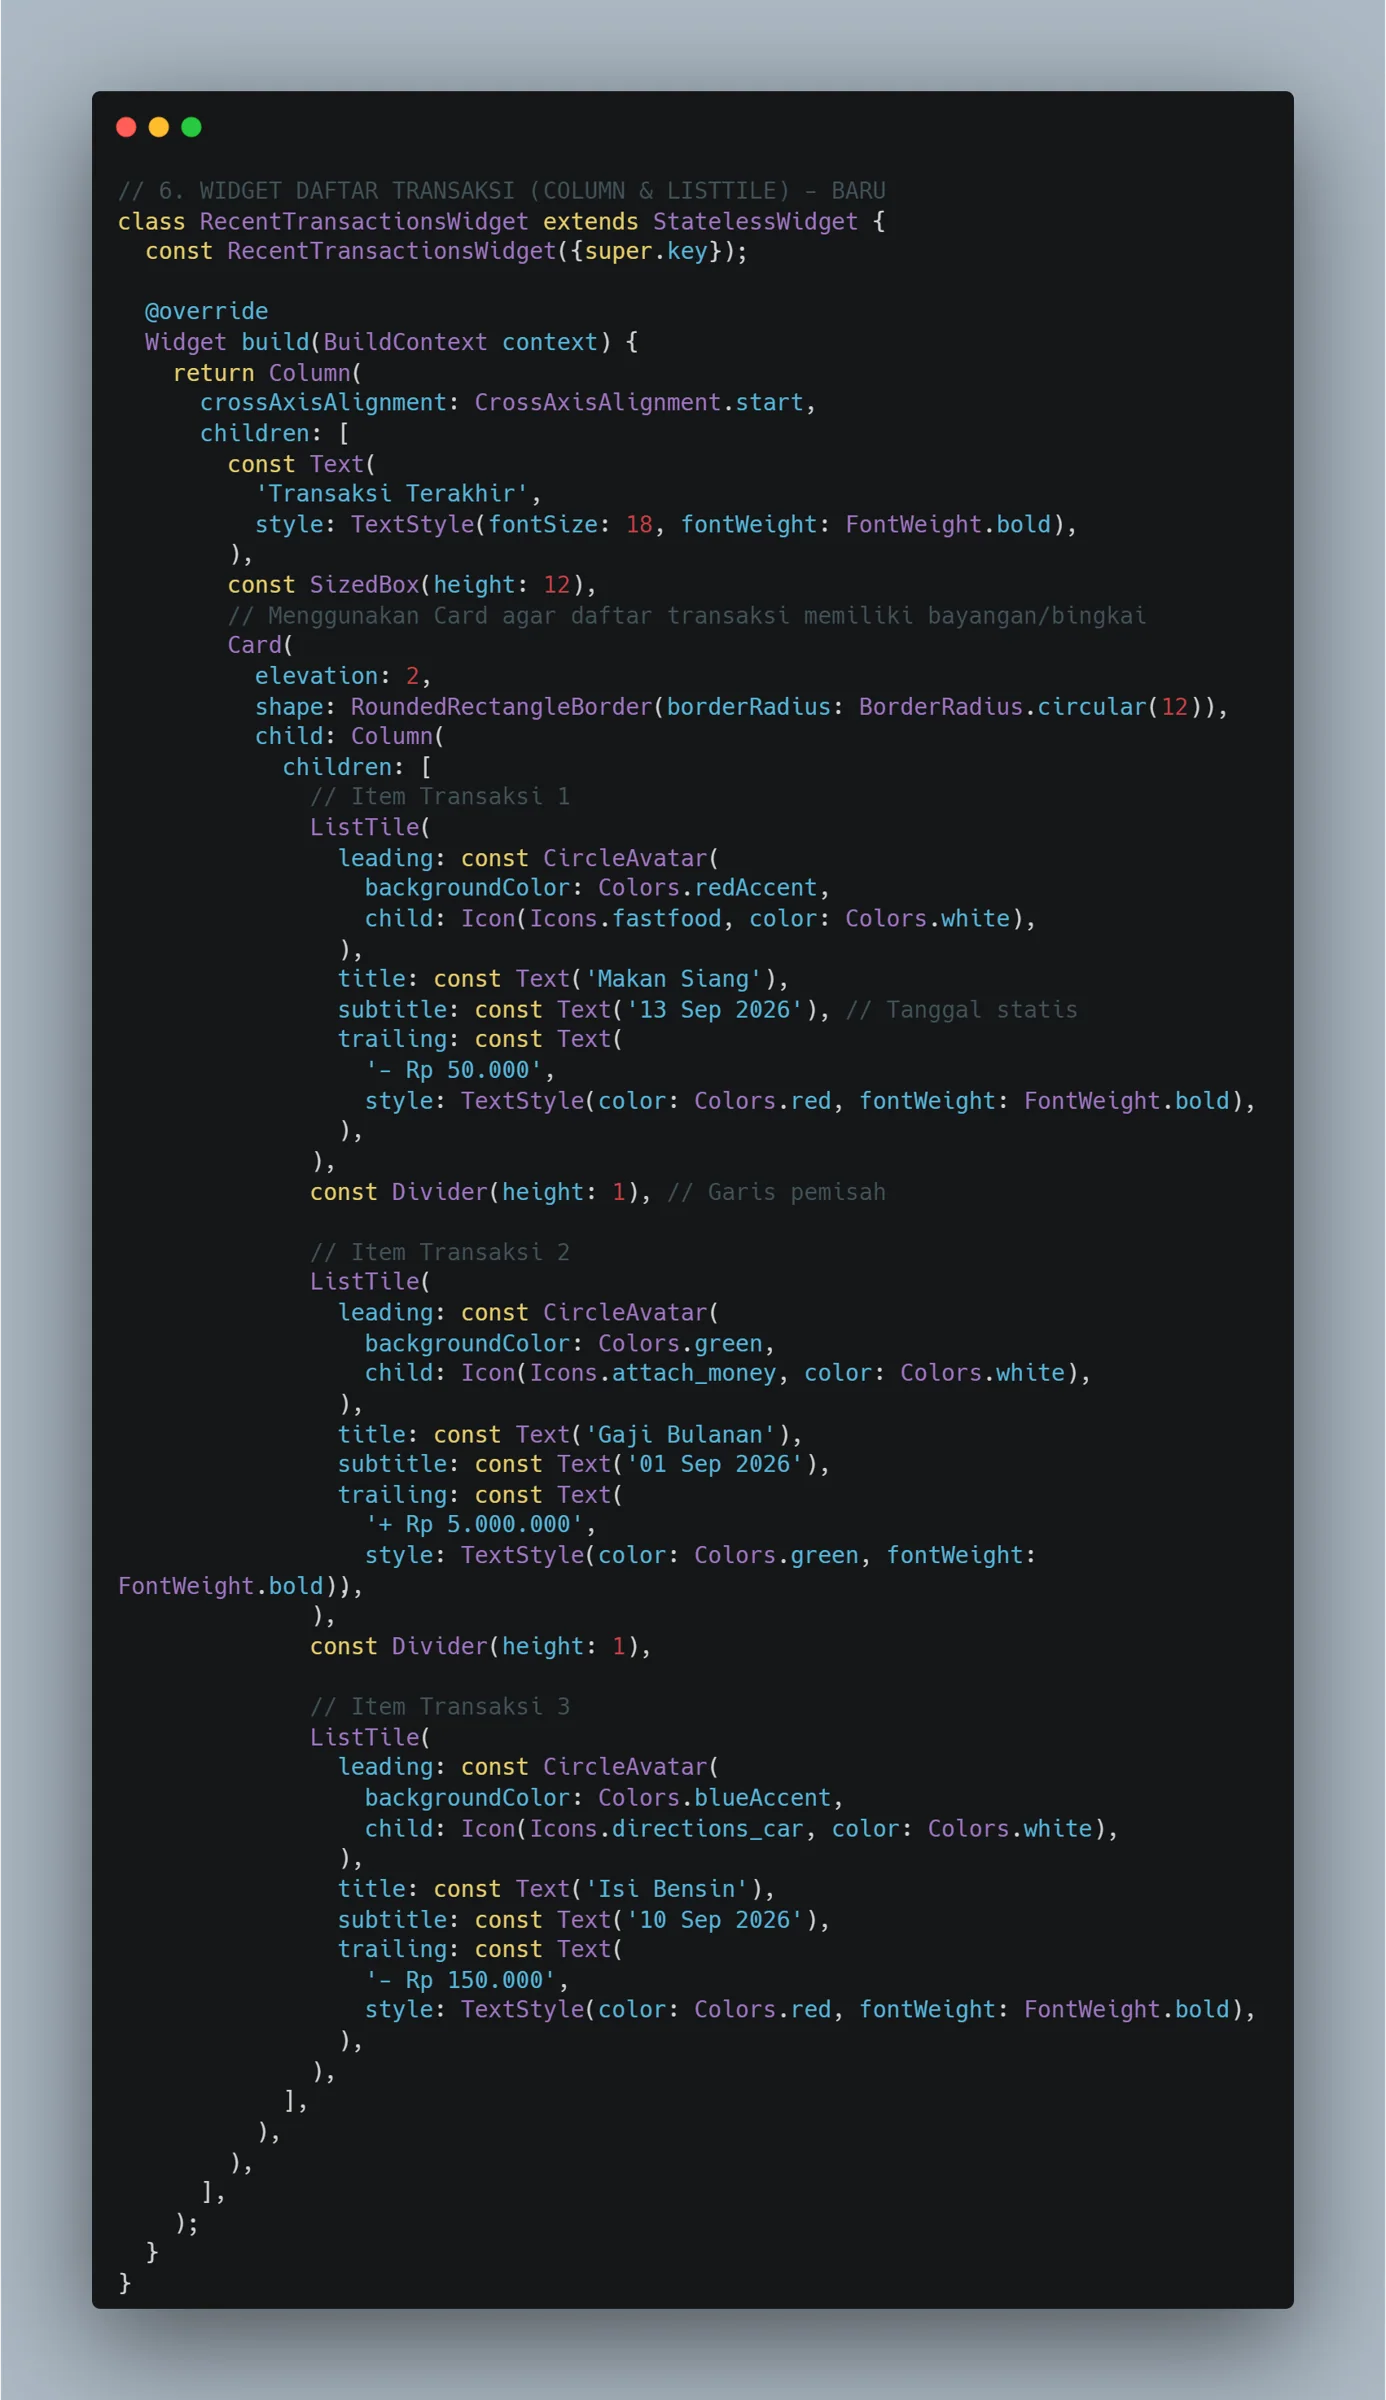 // 6. WIDGET DAFTAR TRANSAKSI (COLUMN & LISTTILE) - BARU
class RecentTransactionsWidget extends StatelessWidget {
  const RecentTransactionsWidget({super.key});

  @override
  Widget build(BuildContext context) {
    return Column(
      crossAxisAlignment: CrossAxisAlignment.start,
      children: [
        const Text(
          'Transaksi Terakhir',
          style: TextStyle(fontSize: 18, fontWeight: FontWeight.bold),
        ),
        const SizedBox(height: 12),
        // Menggunakan Card agar daftar transaksi memiliki bayangan/bingkai
        Card(
          elevation: 2,
          shape: RoundedRectangleBorder(borderRadius: BorderRadius.circular(12)),
          child: Column(
            children: [
              // Item Transaksi 1
              ListTile(
                leading: const CircleAvatar(
                  backgroundColor: Colors.redAccent,
                  child: Icon(Icons.fastfood, color: Colors.white),
                ),
                title: const Text('Makan Siang'),
                subtitle: const Text('13 Sep 2026'), // Tanggal statis
                trailing: const Text(
                  '- Rp 50.000',
                  style: TextStyle(color: Colors.red, fontWeight: FontWeight.bold),
                ),
              ),
              const Divider(height: 1), // Garis pemisah

              // Item Transaksi 2
              ListTile(
                leading: const CircleAvatar(
                  backgroundColor: Colors.green,
                  child: Icon(Icons.attach_money, color: Colors.white),
                ),
                title: const Text('Gaji Bulanan'),
                subtitle: const Text('01 Sep 2026'),
                trailing: const Text(
                  '+ Rp 5.000.000',
                  style: TextStyle(color: Colors.green, fontWeight:
FontWeight.bold),
                ),
              ),
              const Divider(height: 1),

              // Item Transaksi 3
              ListTile(
                leading: const CircleAvatar(
                  backgroundColor: Colors.blueAccent,
                  child: Icon(Icons.directions_car, color: Colors.white),
                ),
                title: const Text('Isi Bensin'),
                subtitle: const Text('10 Sep 2026'),
                trailing: const Text(
                  '- Rp 150.000',
                  style: TextStyle(color: Colors.red, fontWeight: FontWeight.bold),
                ),
              ),
            ],
          ),
        ),
      ],
    );
  }
}